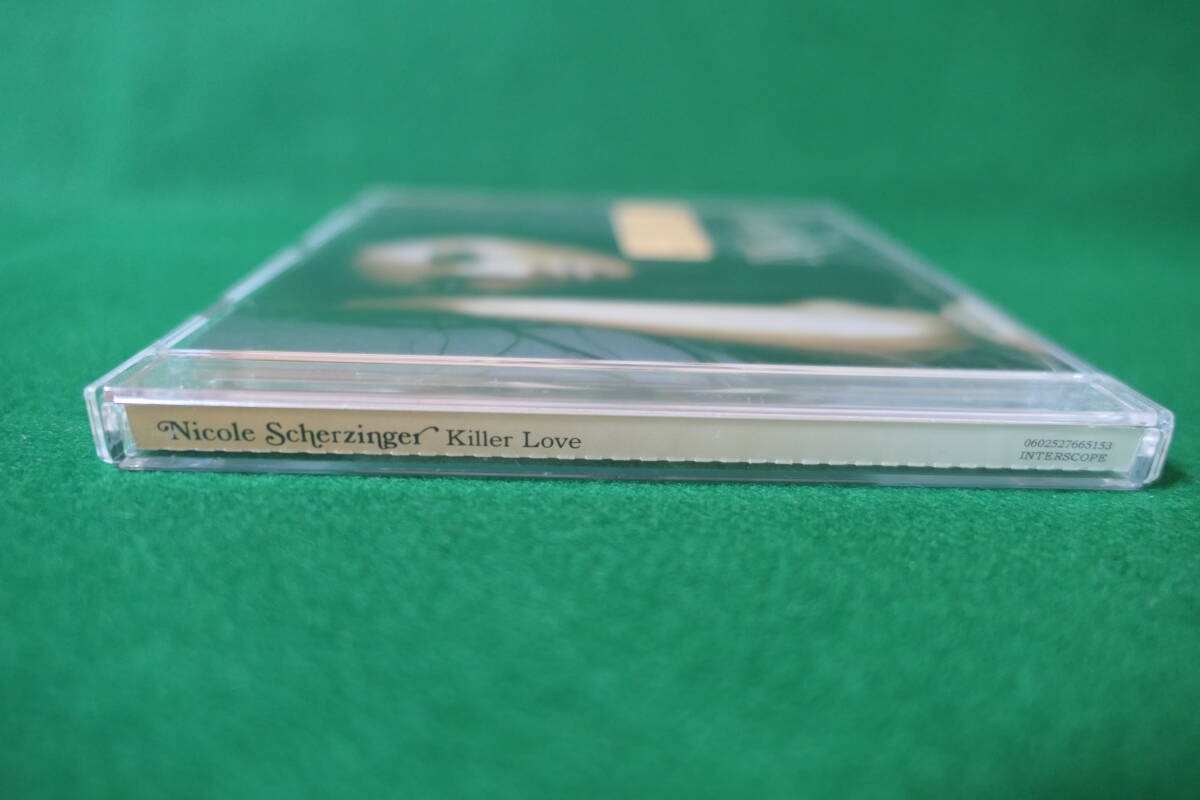 Nicole Scherzinger Killer Love
0602527665153
INTERSCOPE